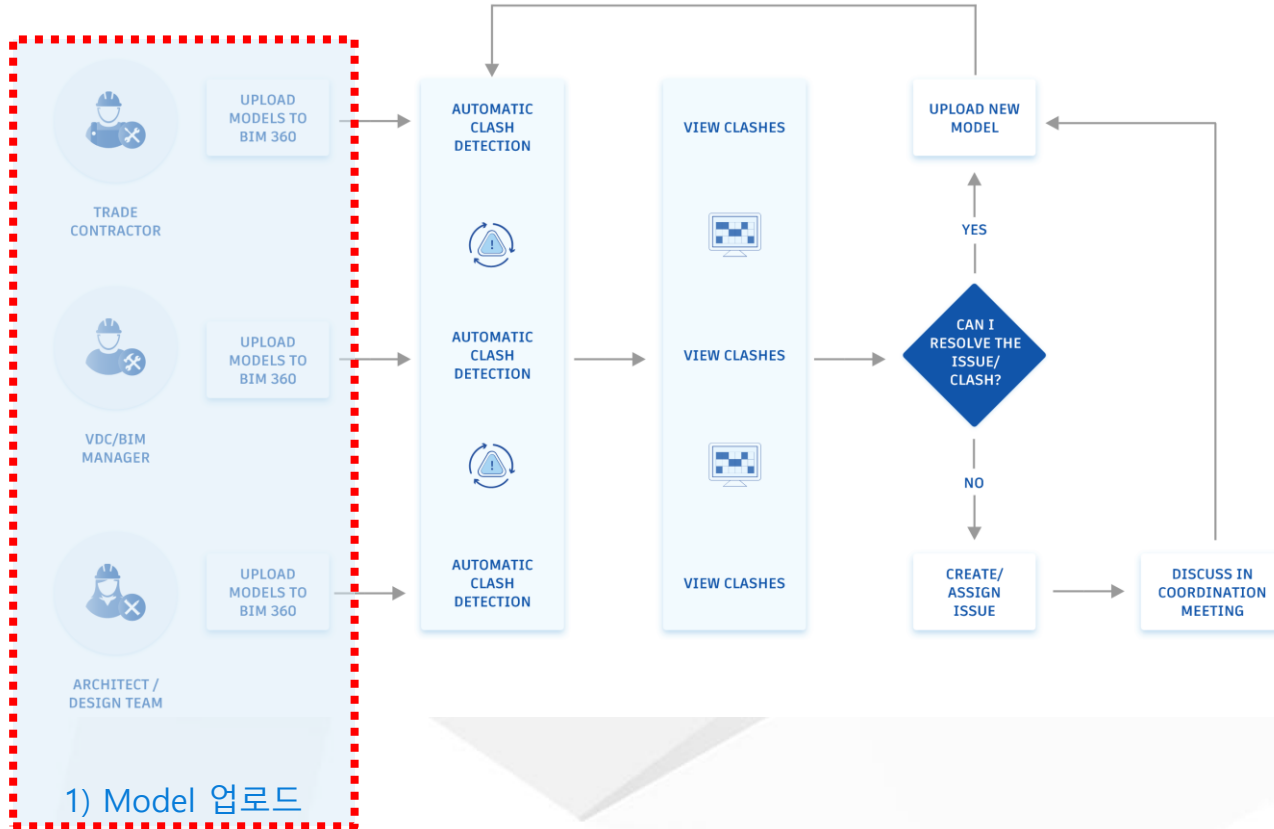 UPLOAD
MODELS TO
BIM 360
TRADE
CONTRACTOR
UPLOAD
MODELS TO
BIM 360
VDC/BIM
MANAGER
UPLOAD
MODELS TO
BIM 360
ARCHITECT /
DESIGN TEAM
1) Model 업로드
AUTOMATIC
CLASH
DETECTION
AUTOMATIC
CLASH
DETECTION
AUTOMATIC
CLASH
DETECTION
VIEW CLASHES
VIEW CLASHES
VIEW CLASHES
UPLOAD NEW
MODEL
YES
CAN I
RESOLVE THE
ISSUE/
CLASH?
NO
CREATE/
ASSIGN
ISSUE
DISCUSS IN
COORDINATION
MEETING